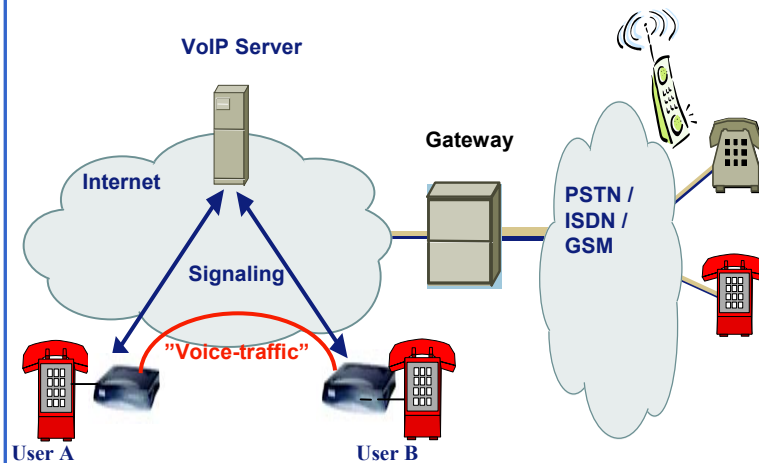 VoIP Server
Gateway
Internet
PSTN /
ISDN /
GSM
Signaling
”Voice-traffic”
User A
User B